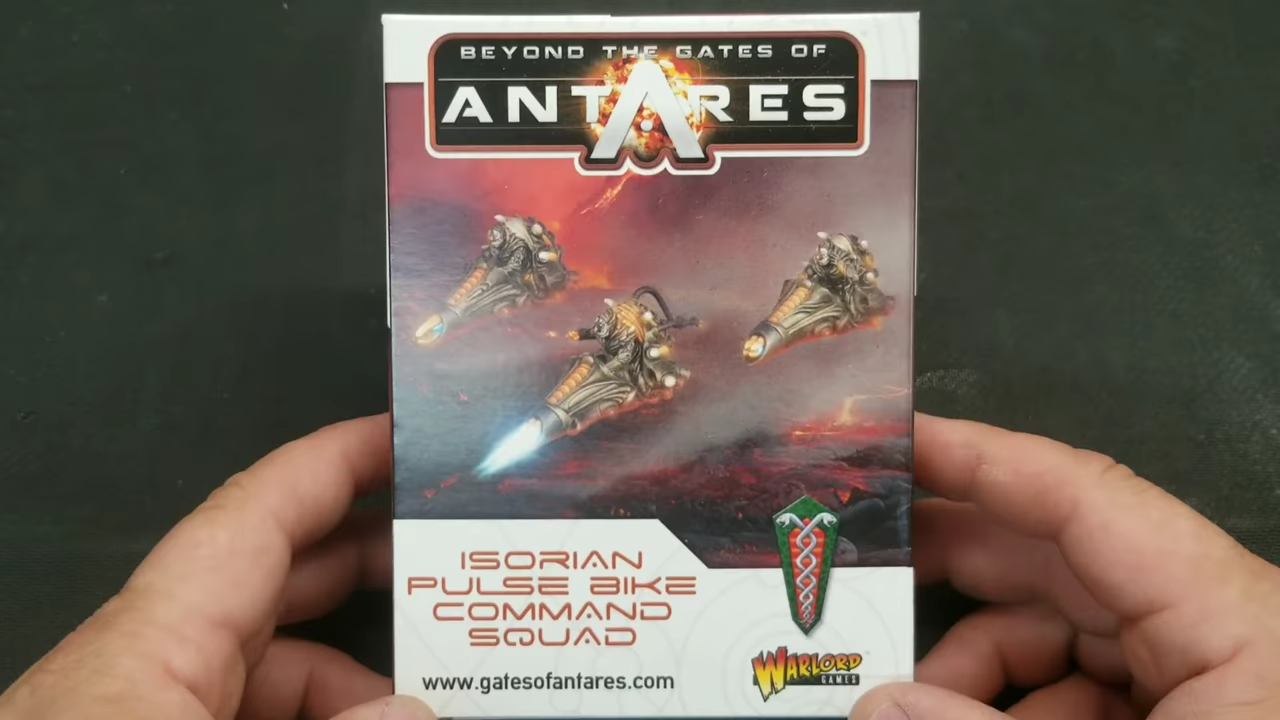 BEYOND THE GATES OF
ANTARES
ISORIAN
PULSE BIKE
COMMAND
SQUAD
www.gatesofantares.com
WARLORD
GAMES